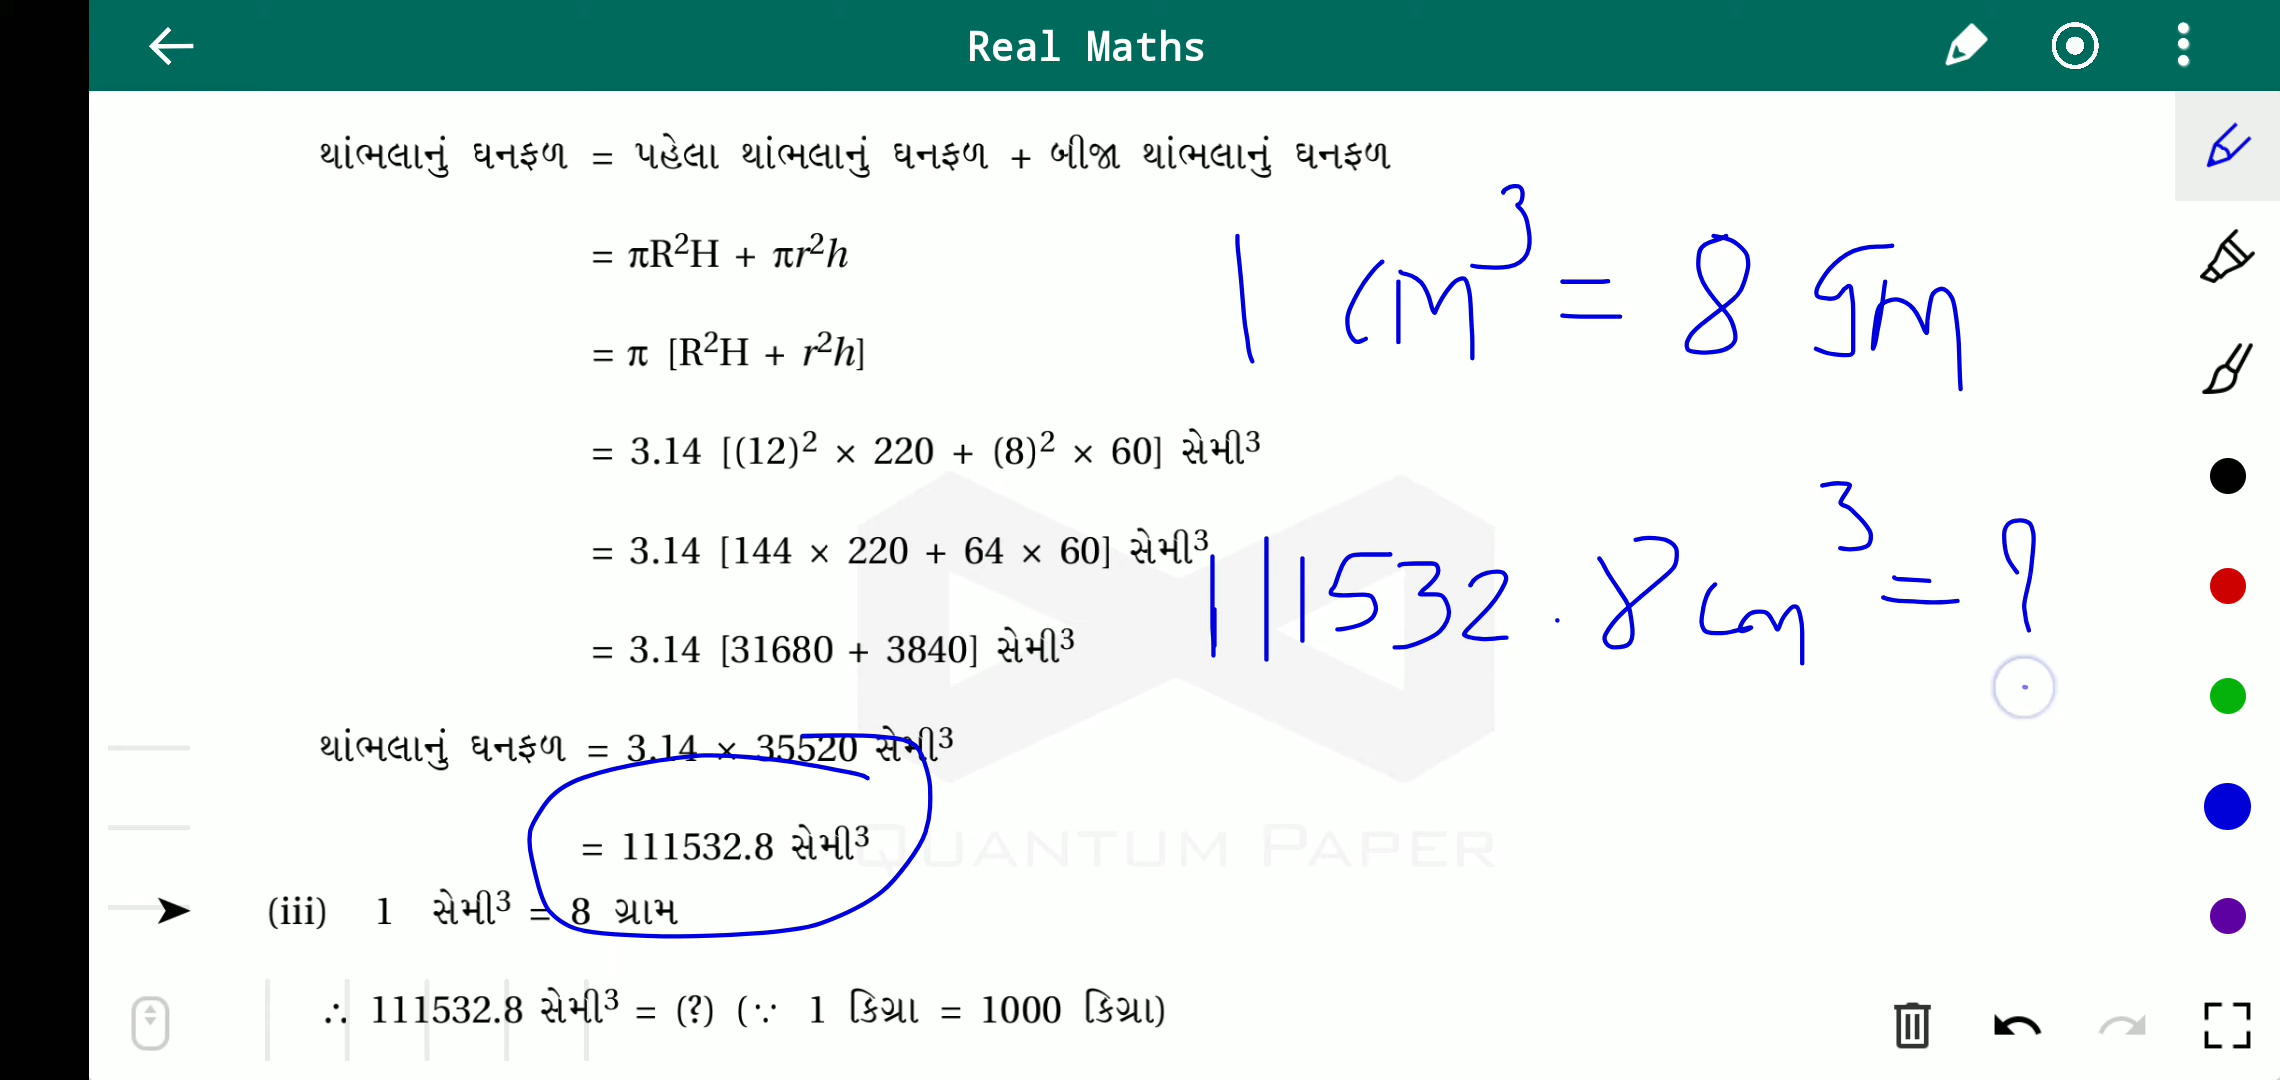 Real Maths
થાંભલાનું ઘનફળ = પહેલા થાંભલાનું ઘનફળ + બીજા થાંભલાનું ઘનફળ
= πR²H + πr²h
= π [R²H + r²h]
1 cm³ = 8 gm
= 3.14 [(12)² × 220 + (8)² × 60] સેમી³
= 3.14 [144 × 220 + 64 × 60] સેમી³
111532.8 cm³ = ?
= 3.14 [31680 + 3840] સેમી³
થાંભલાનું ઘનફળ = 3.14 × 35520 સેમી³
= 111532.8 સેમી³
QUANTUM PAPER
(iii) 1 સેમી³ = 8 ગ્રામ
∴ 111532.8 સેમી³ = (?) (∵ 1 કિગ્રા = 1000 કિગ્રા)